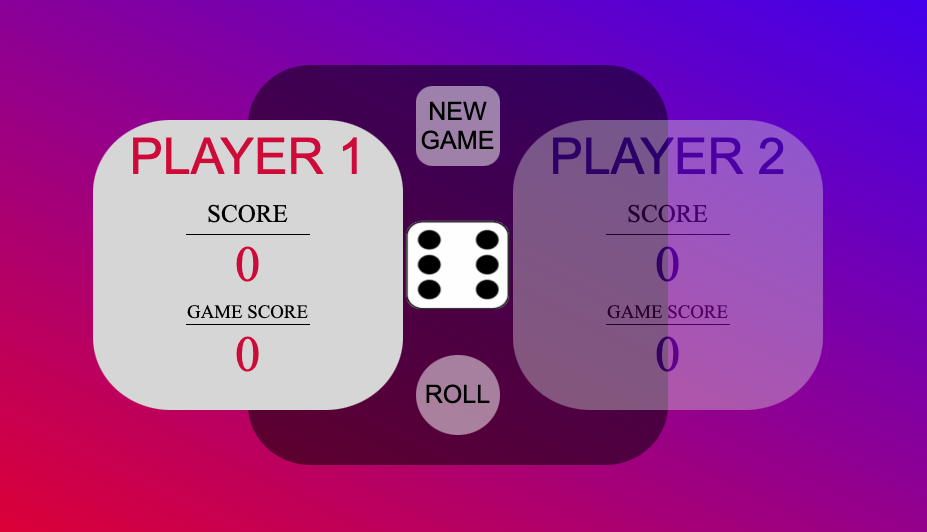 NEW
GAME
PLAYER 1
SCORE
0
GAME SCORE
0
PLAYER 2
SCORE
0
GAME SCORE
0
ROLL